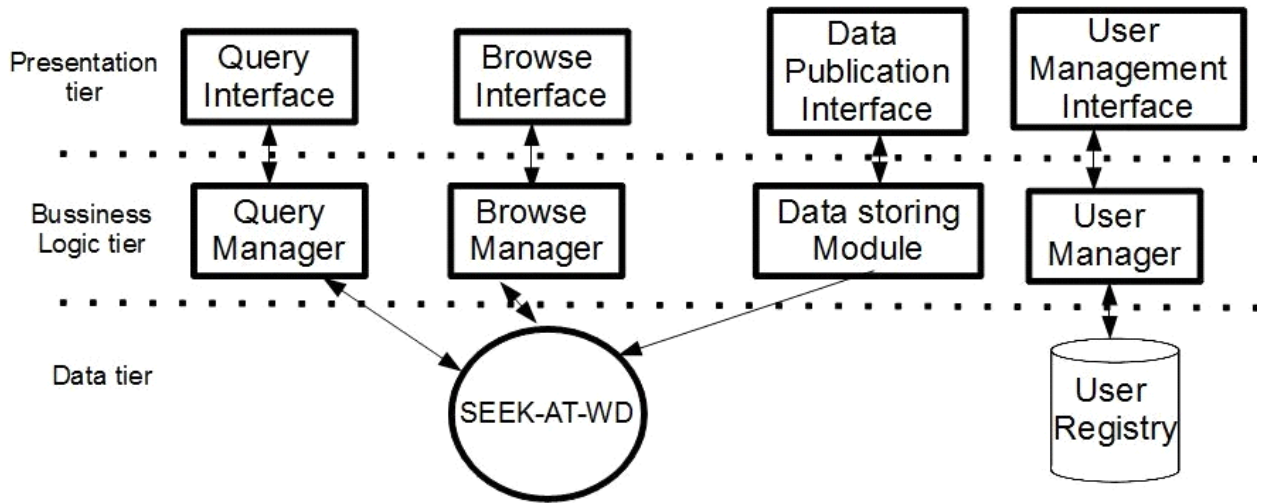 Presentation
tier
Query
Interface
Browse
Interface
Data
Publication
Interface
User
Management
Interface
Bussiness
Logic tier
Query
Manager
Browse
Manager
Data storing
Module
User
Manager
Data tier
SEEK-AT-WD
User
Registry